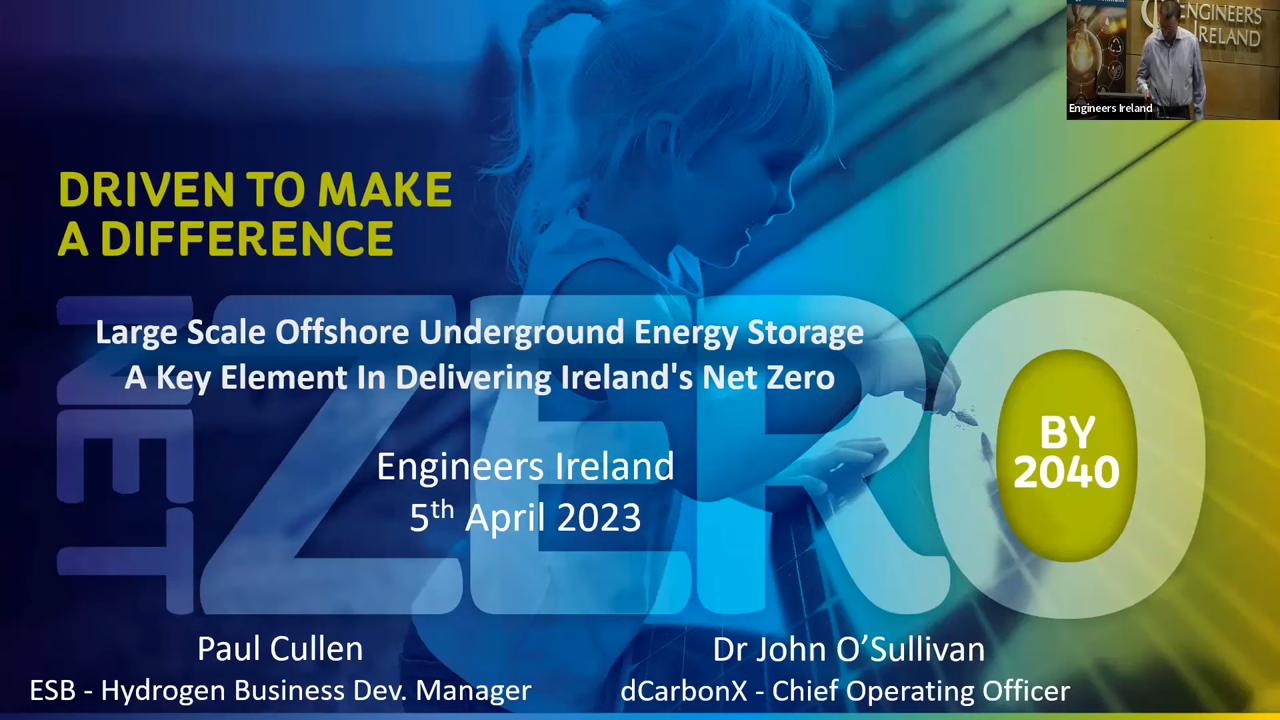 ENGINEERS
IRELAND
Engineers Ireland
DRIVEN TO MAKE
A DIFFERENCE
NET
ZERO
BY
2040
Large Scale Offshore Underground Energy Storage
A Key Element In Delivering Ireland's Net Zero
Engineers Ireland
5th April 2023
Paul Cullen
ESB - Hydrogen Business Dev. Manager
Dr John O’Sullivan
dCarbonX - Chief Operating Officer